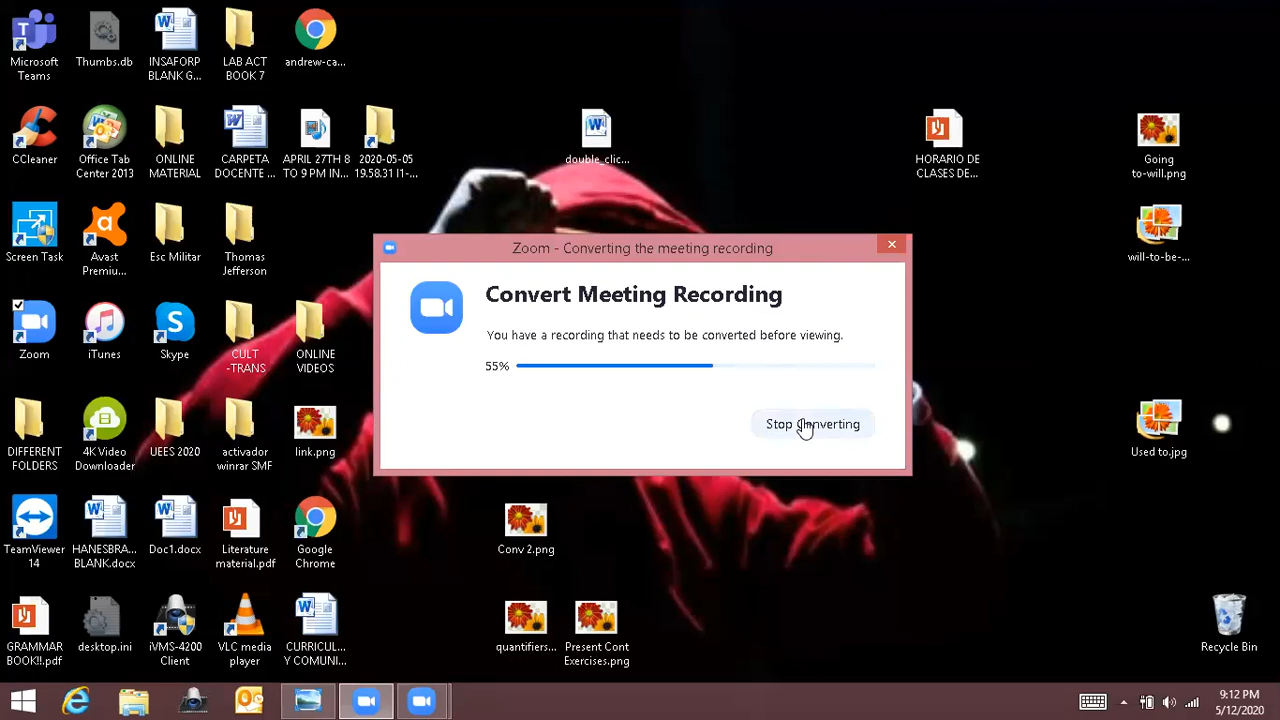 Microsoft
Teams
Thumbs.db
INSAFORP
BLANK G...
LAB ACT
BOOK 7
andrew-ca...
CCleaner
Office Tab
Center 2013
ONLINE
MATERIAL
CARPETA
DOCENTE ...
APRIL 27TH 8
TO 9 PM IN...
2020-05-05
19.58.31 I1-...
double_clic...
HORARIO DE
CLASES DE...
Going
to-will.png
Screen Task
Avast
Premiu...
Esc Militar
Thomas
Jefferson
will-to-be-...
Zoom - Converting the meeting recording
Convert Meeting Recording
You have a recording that needs to be converted before viewing.
55%
Stop Converting
Zoom
iTunes
Skype
CULT
-TRANS
ONLINE
VIDEOS
DIFFERENT
FOLDERS
4K Video
Downloader
UEES 2020
activador
winrar SMF
link.png
Used to.jpg
TeamViewer
14
HANESBRA...
BLANK.docx
Doc1.docx
Literature
material.pdf
Google
Chrome
Conv 2.png
GRAMMAR
BOOK!!.pdf
desktop.ini
iVMS-4200
Client
VLC media
player
CURRICUL...
Y COMUNI...
quantifiers...
Present Cont
Exercises.png
Recycle Bin
9:12 PM
5/12/2020